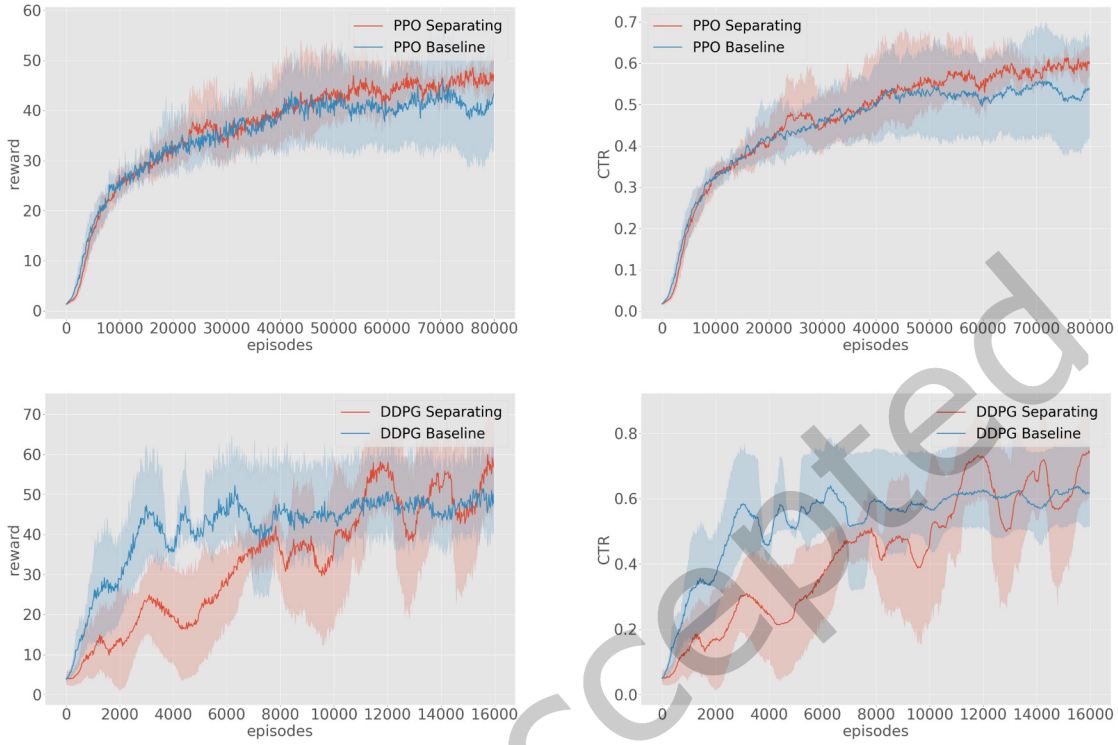 PPO Separating
PPO Baseline
reward
60
50
40
30
20
10
0
0 10000 20000 30000 40000 50000 60000 70000 80000
episodes
PPO Separating
PPO Baseline
CTR
0.7
0.6
0.5
0.4
0.3
0.2
0.1
0.0
0 10000 20000 30000 40000 50000 60000 70000 80000
episodes
DDPG Separating
DDPG Baseline
reward
70
60
50
40
30
20
10
0
0 2000 4000 6000 8000 10000 12000 14000 16000
episodes
DDPG Separating
DDPG Baseline
CTR
0.8
0.6
0.4
0.2
0.0
0 2000 4000 6000 8000 10000 12000 14000 16000
episodes
ccepted